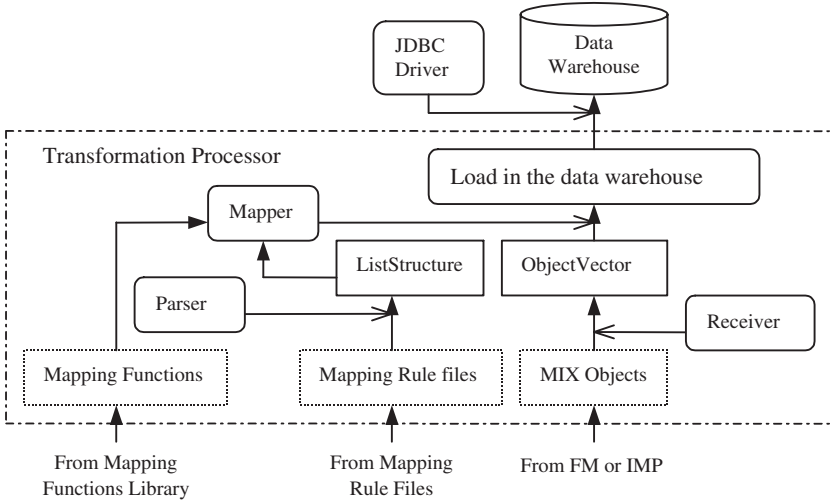 JDBC
Driver
Data
Warehouse
Transformation Processor
Load in the data warehouse
Mapper
ListStructure
ObjectVector
Parser
Receiver
Mapping Functions
Mapping Rule files
MIX Objects
From Mapping
Functions Library
From Mapping
Rule Files
From FM or IMP